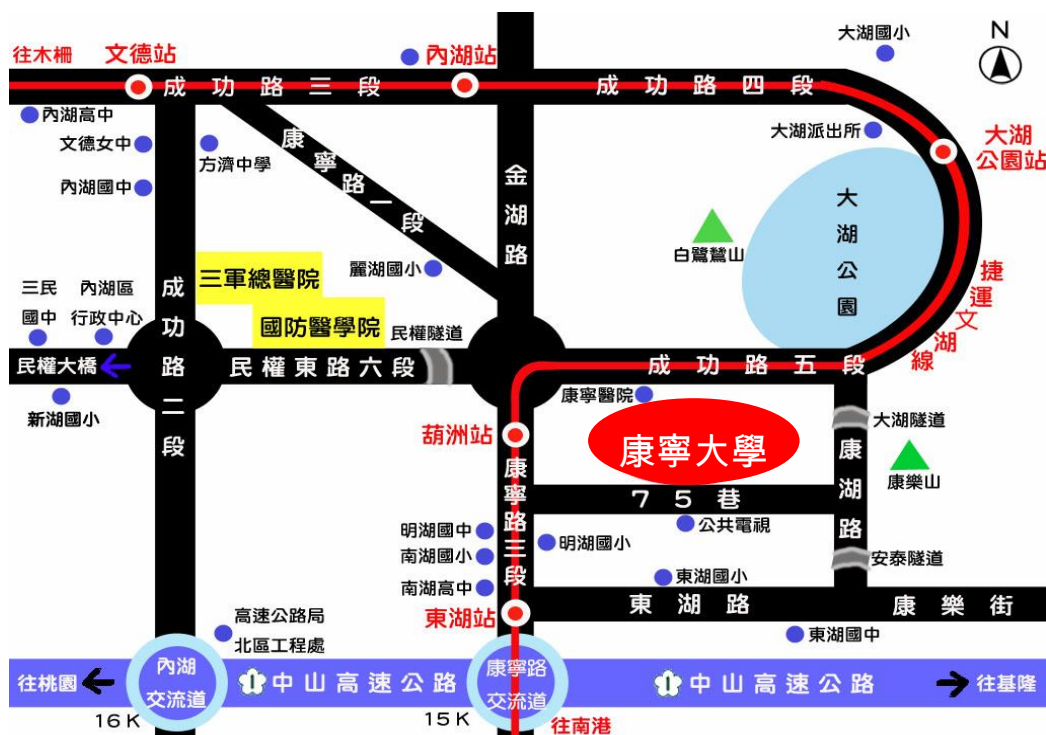 大湖國小
N
往木柵
文德站
內湖站
成功路三段
成功路四段
內湖高中
文德女中
方濟中學
內湖國中
康寧路一段
金湖路
大湖派出所
大湖
公園站
大湖公園
白鷺鷥山
捷運文湖線
三軍總醫院
麗湖國小
國防醫學院
三民
國中
內湖區
行政中心
成功路二段
民權隧道
民權大橋
民權東路六段
成功路五段
新湖國小
康寧醫院
葫洲站
康寧大學
大湖隧道
康湖路
康樂山
75巷
康寧路三段
明湖國中
公共電視
明湖國小
南湖國小
安泰隧道
南湖高中
東湖國小
東湖站
東湖路
康樂街
高速公路局
北區工程處
東湖國中
往桃園
內湖
交流道
1
中山高速公路
康寧路
交流道
1
中山高速公路
往基隆
16K
15K
往南港